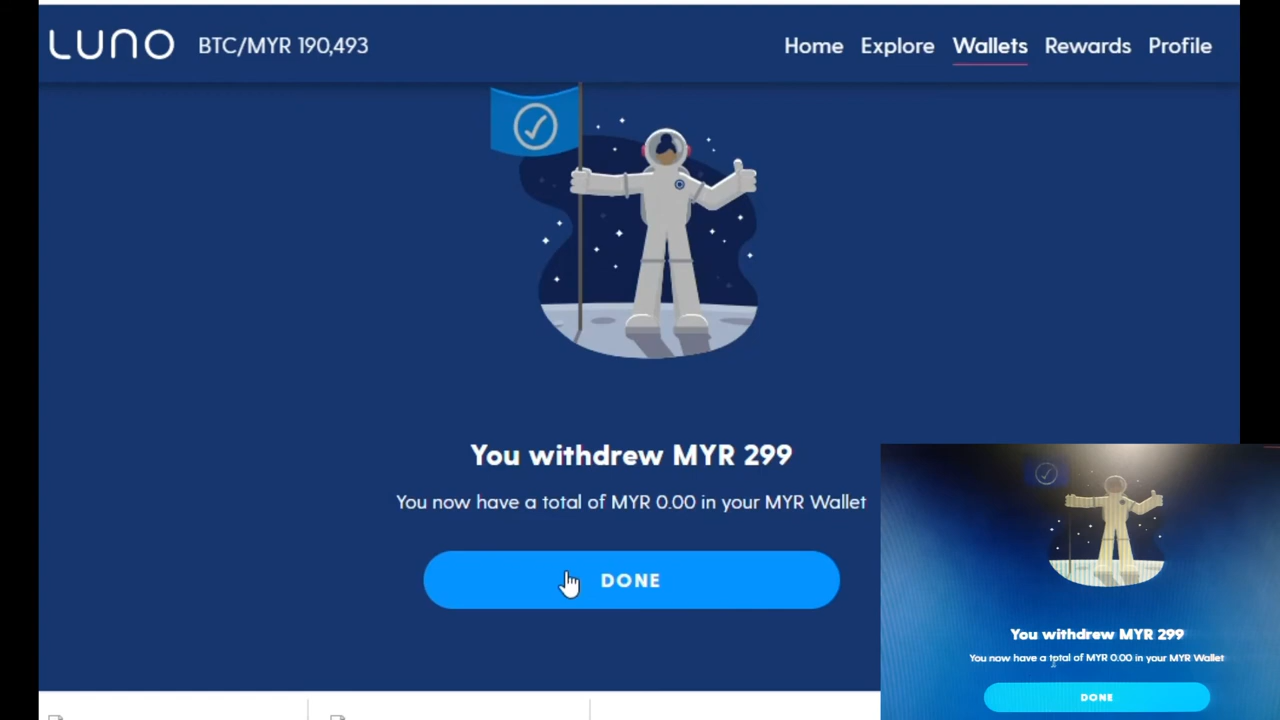 LUNO BTC/MYR 190,493 Home Explore Wallets Rewards Profile
You withdrew MYR 299
You now have a total of MYR 0.00 in your MYR Wallet
DONE
You withdrew MYR 299
You now have a total of MYR 0.00 in your MYR Wallet
DONE